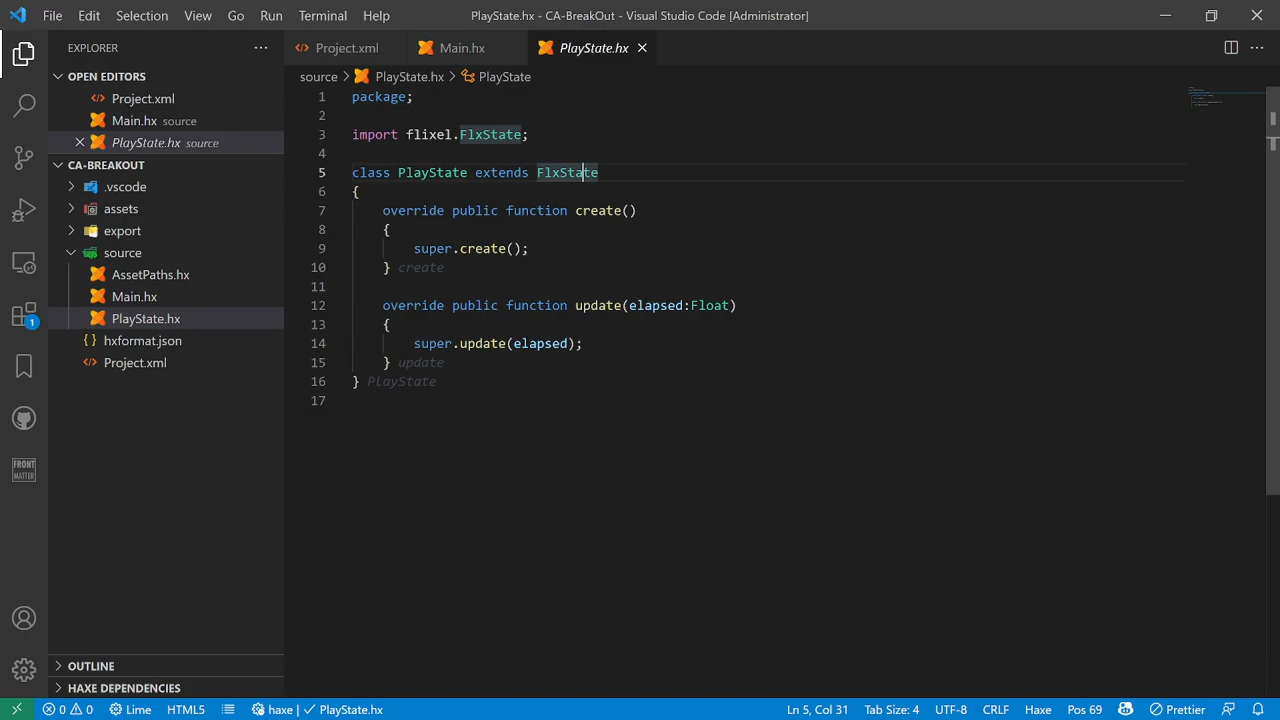 File Edit Selection View Go Run Terminal Help PlayState.hx - CA-BreakOut - Visual Studio Code [Administrator]
EXPLORER
Project.xml Main.hx PlayState.hx
OPEN EDITORS
Project.xml
Main.hx source
PlayState.hx source
CA-BREAKOUT
.vscode
assets
export
source
AssetPaths.hx
Main.hx
PlayState.hx
hxformat.json
Project.xml
OUTLINE
HAXE DEPENDENCIES
1
FRONT
MATTER
source PlayState.hx PlayState
1 package;
2
3 import flixel.FlxState;
4
5 class PlayState extends FlxState
6 {
7 override public function create()
8 {
9 super.create();
10 } create
11
12 override public function update(elapsed:Float)
13 {
14 super.update(elapsed);
15 } update
16 } PlayState
17
0 0 Lime HTML5 haxe | PlayState.hx Ln 5, Col 31 Tab Size: 4 UTF-8 CRLF Haxe Pos 69 Prettier